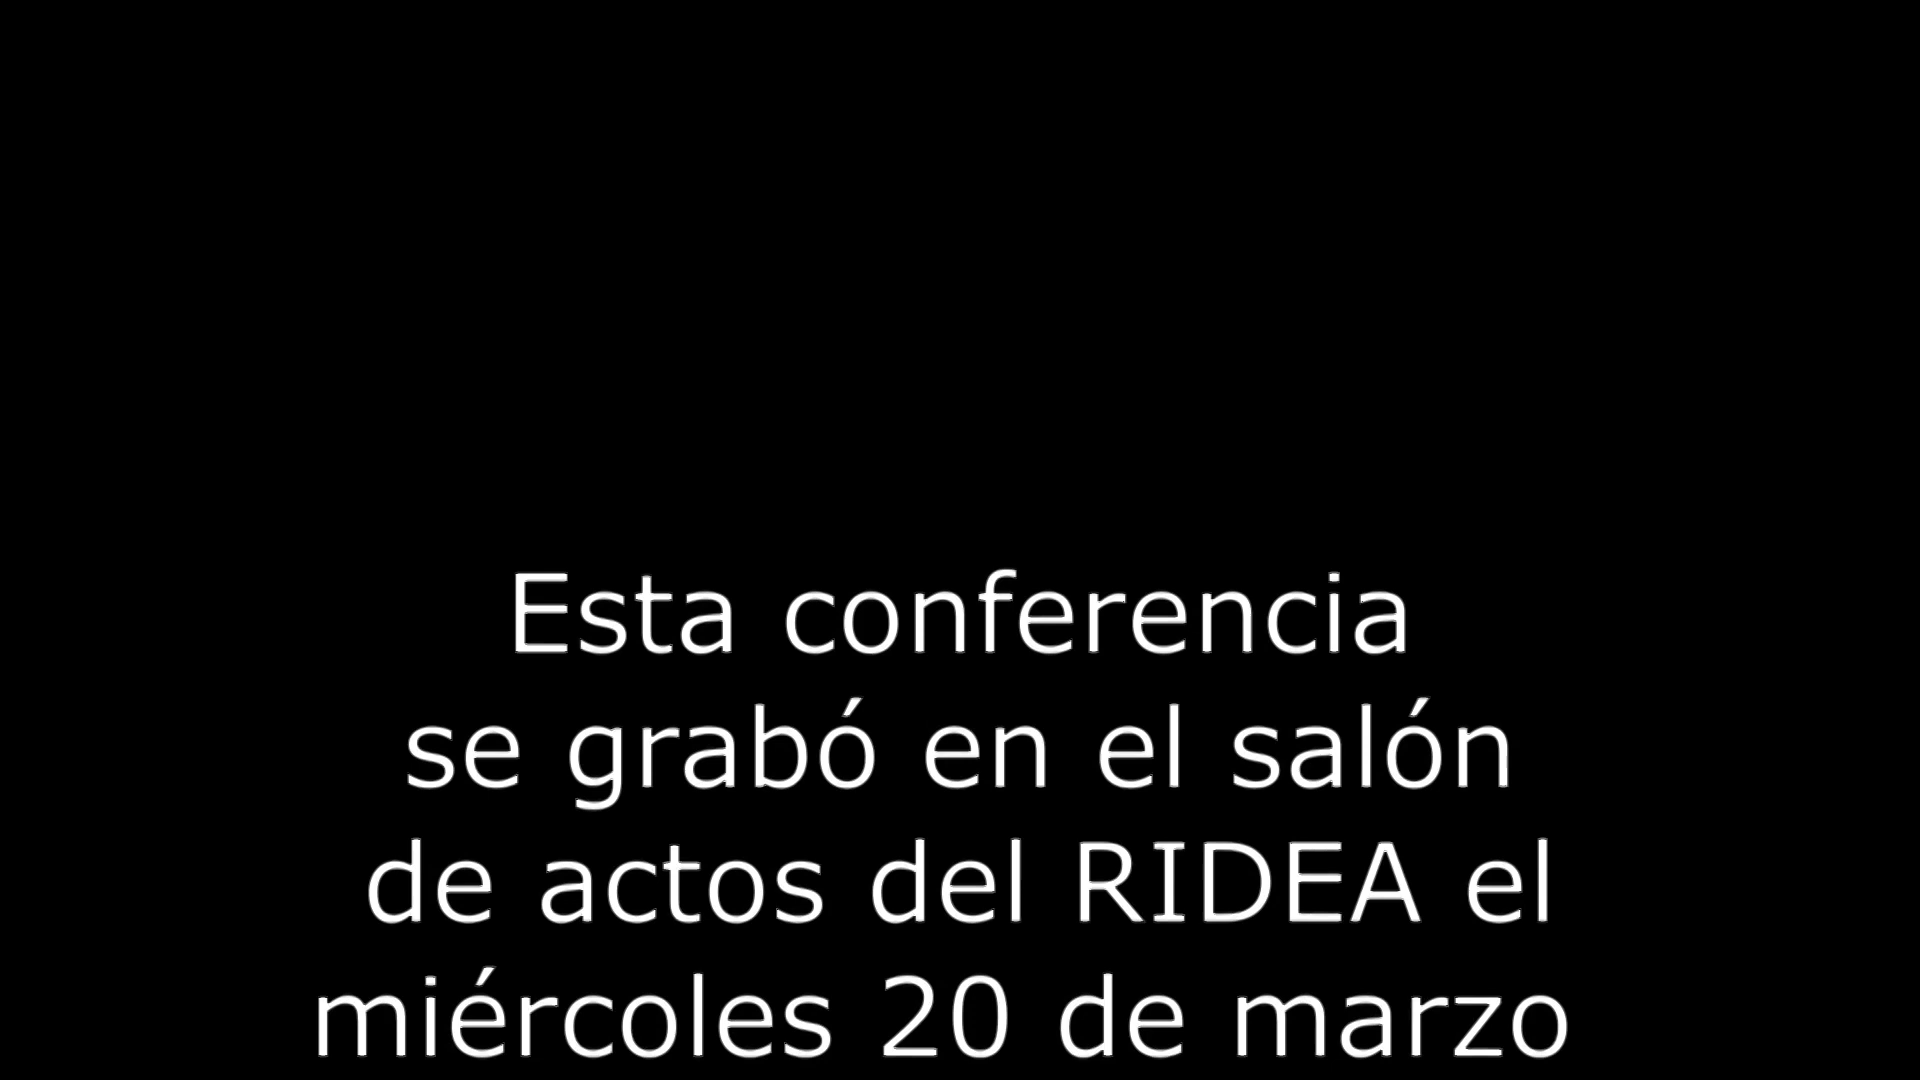 Esta conferencia
se grabó en el salón
de actos del RIDEA el
miércoles 20 de marzo